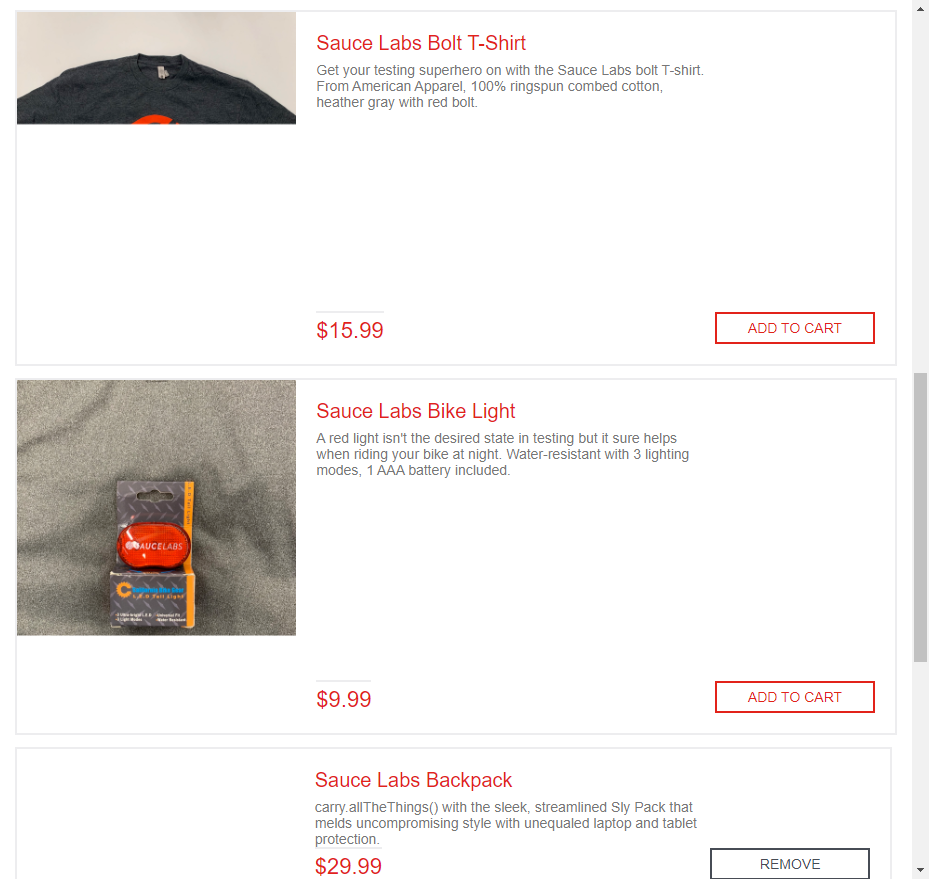 Sauce Labs Bolt T-Shirt
Get your testing superhero on with the Sauce Labs bolt T-shirt.
From American Apparel, 100% ringspun combed cotton,
heather gray with red bolt.
$15.99
ADD TO CART
Sauce Labs Bike Light
A red light isn't the desired state in testing but it sure helps
when riding your bike at night. Water-resistant with 3 lighting
modes, 1 AAA battery included.
SAUCELABS
$9.99
ADD TO CART
Sauce Labs Backpack
carry.allTheThings() with the sleek, streamlined Sly Pack that
melds uncompromising style with unequaled laptop and tablet
protection.
$29.99
REMOVE